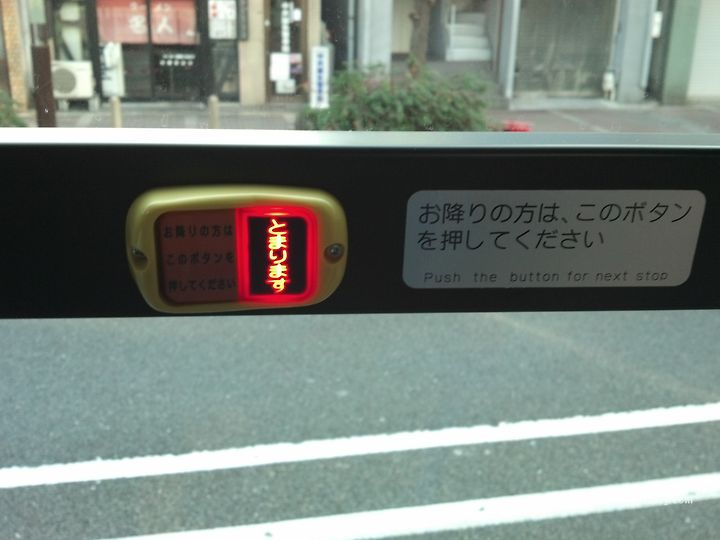 お降りの方は
このボタンを
押してください
とまります
お降りの方は、このボタン
を押してください
Push the button for next stop